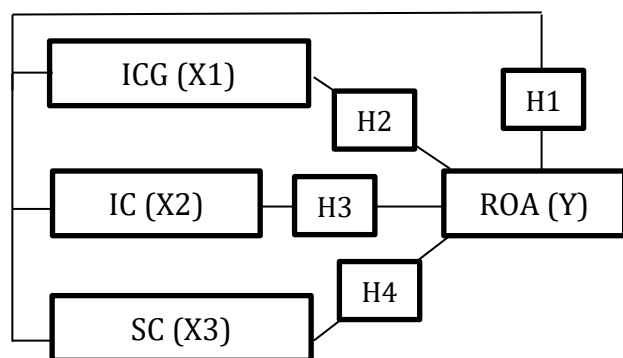 ICG (X1)
H1
H2
IC (X2)
H3
ROA (Y)
H4
SC (X3)